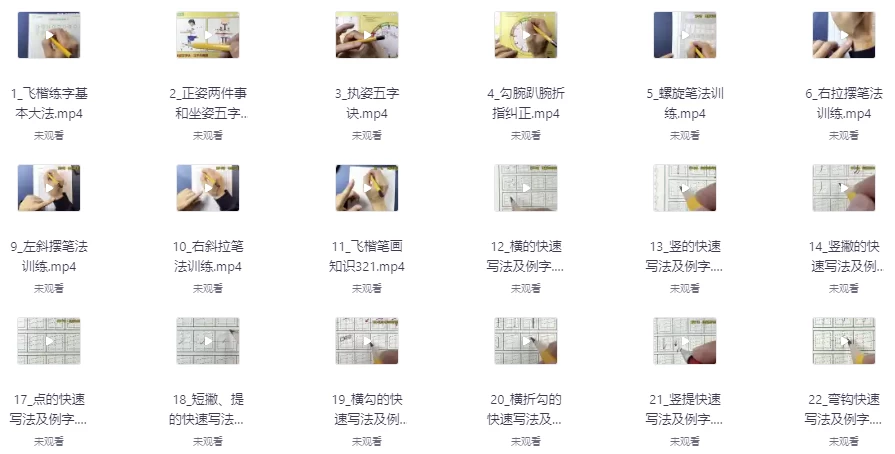 1_飞楷练字基
本大法.mp4
未观看
2_正姿两件事
和坐姿五字..
未观看
3_执姿五字
诀.mp4
未观看
4_勾腕趴腕折
指纠正.mp4
未观看
5_螺旋笔法训
练.mp4
未观看
6_右拉摆笔法
训练.mp4
未观看
9_左斜摆笔法
训练.mp4
未观看
10_右斜拉笔
法训练.mp4
未观看
11_飞楷笔画
知识321.mp4
未观看
12_横的快速
写法及例字....
未观看
13_竖的快速
写法及例字....
未观看
14_竖撇的快
速写法及例...
未观看
17_点的快速
写法及例字....
未观看
18_短撇、提
的快速写法...
未观看
19_横勾的快
速写法及例..
未观看
20_横折勾的
快速写法及...
未观看
21_竖提快速
写法及例字....
未观看
22_弯钩快速
写法及例字....
未观看